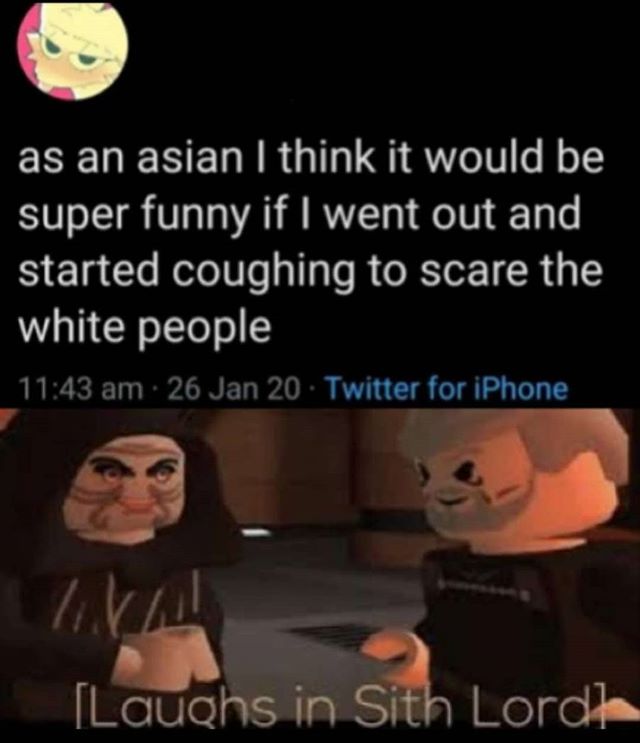 as an asian I think it would be
super funny if I went out and
started coughing to scare the
white people
11:43 am · 26 Jan 20 · Twitter for iPhone
[Laughs in Sith Lord]